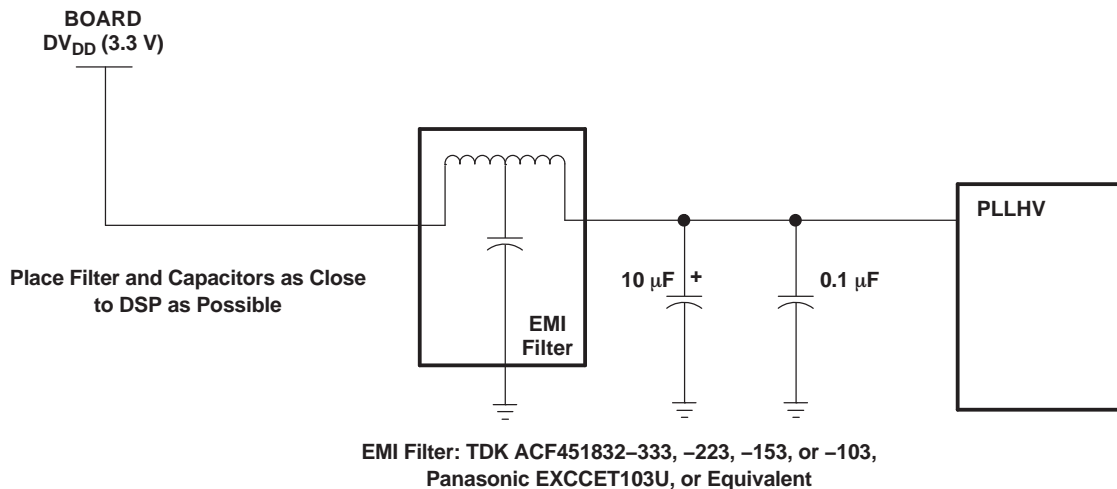 BOARD
DVDD (3.3 V)
PLLHV
Place Filter and Capacitors as Close
to DSP as Possible
10 μF +
0.1 μF
EMI
Filter
EMI Filter: TDK ACF451832–333, –223, –153, or –103,
Panasonic EXCCET103U, or Equivalent